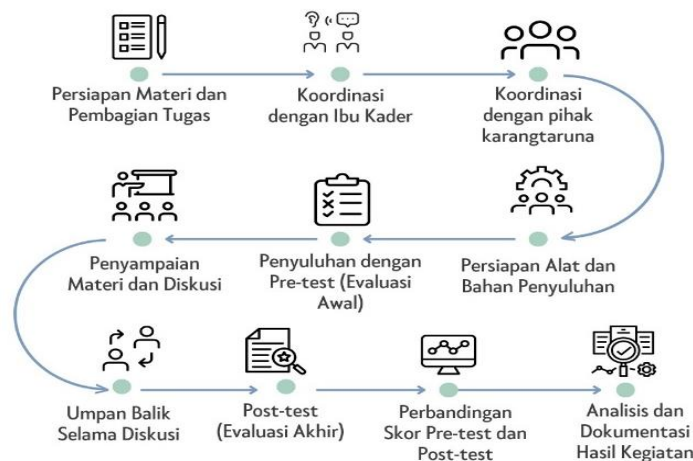 Persiapan Materi dan
Pembagian Tugas
Koordinasi
dengan Ibu Kader
Koordinasi
dengan pihak
karangtaruna
Persiapan Alat dan
Bahan Penyuluhan
Penyuluhan dengan
Pre-test (Evaluasi
Awal)
Penyampaian
Materi dan Diskusi
Umpan Balik
Selama Diskusi
Post-test
(Evaluasi Akhir)
Perbandingan
Skor Pre-test dan
Post-test
Analisis dan
Dokumentasi
Hasil Kegiatan